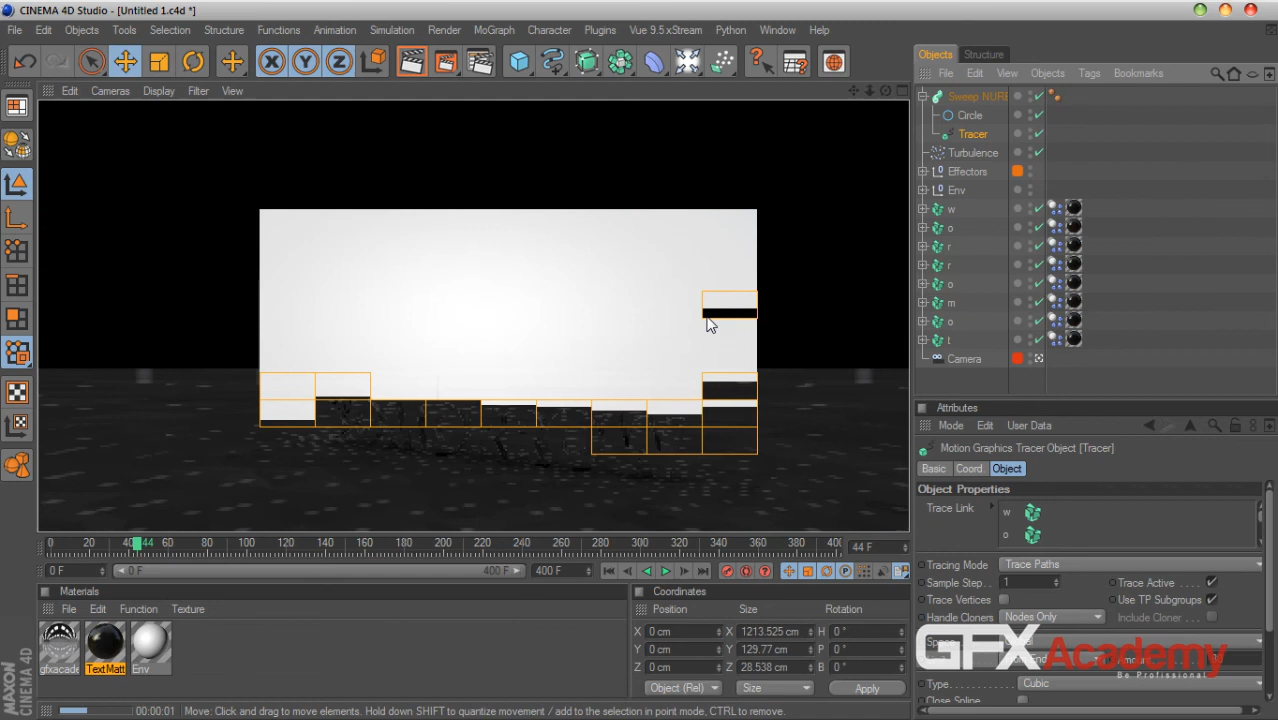 CINEMA 4D Studio - [Untitled 1.c4d *]
File Edit Objects Tools Selection Structure Functions Animation Simulation Render MoGraph Character Plugins Vue 9.5 xStream Python Window Help
Edit Cameras Display Filter View
Objects Structure
File Edit View Objects Tags Bookmarks
Sweep NURB
Circle
Tracer
Turbulence
Effectors
Env
w
o
r
r
o
m
o
t
Camera
Attributes
Mode Edit User Data
Motion Graphics Tracer Object [Tracer]
Basic Coord. Object
Object Properties
Trace Link
w
o
Tracing Mode Trace Paths
Sample Step.. 1 Trace Active
Trace Vertices Use TP Subgroups
Handle Cloners Nodes Only Include Cloner
Type Cubic
Close Spline
0 20 40 44 60 80 100 120 140 160 180 200 220 240 260 280 300 320 340 360 380 400 44 F
0 F 0 F 400 F 400 F
Materials
File Edit Function Texture
gfxacade TextMatt Env
Coordinates
Position Size Rotation
X 0 cm X 1213.525 cm H 0 °
Y 0 cm Y 129.77 cm P 0 °
Z 0 cm Z 28.538 cm B 0 °
Object (Rel) Size Apply
GFXAcademy
Be Professional
MAXON
CINEMA 4D
00:00:01 Move: Click and drag to move elements. Hold down SHIFT to quantize movement / add to the selection in point mode, CTRL to remove.